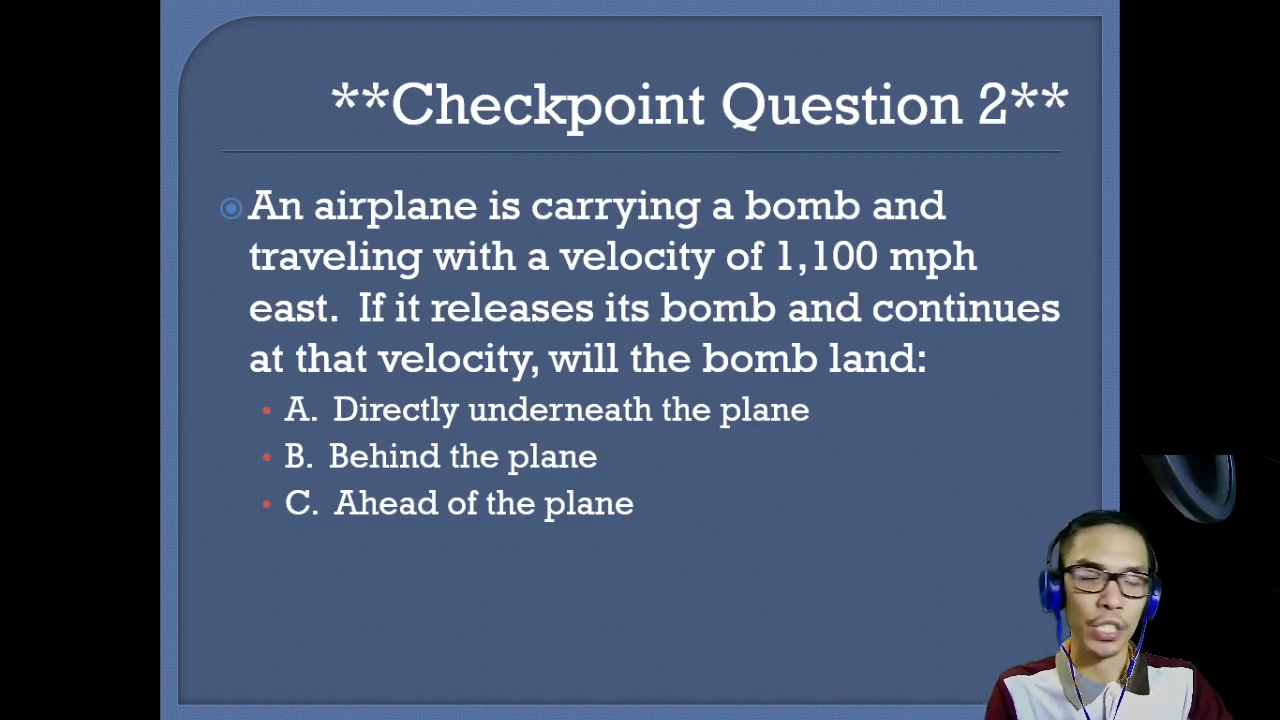 **Checkpoint Question 2**
An airplane is carrying a bomb and
traveling with a velocity of 1,100 mph
east.  If it releases its bomb and continues
at that velocity, will the bomb land:
A.  Directly underneath the plane
B.  Behind the plane
C.  Ahead of the plane